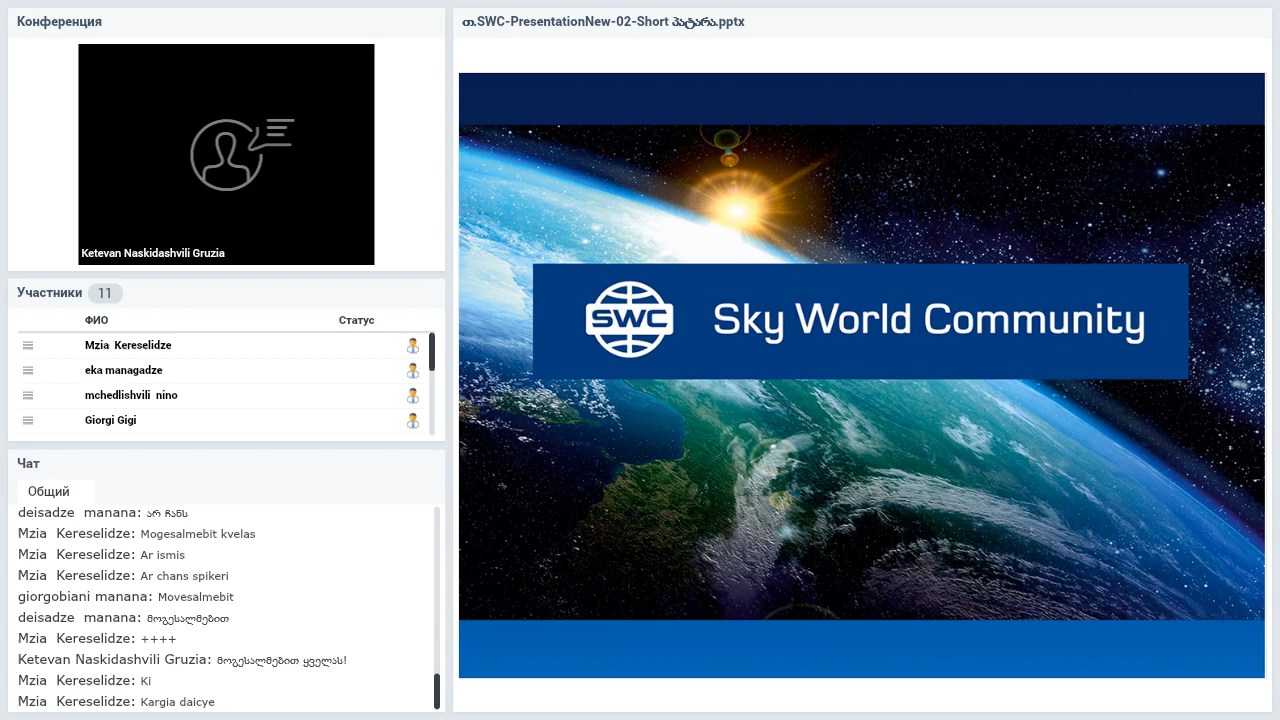 Конференция
Ketevan Naskidashvili Gruzia
Участники 11
ФИО Статус
Mzia Kereselidze
eka managadze
mchedlishvili nino
Giorgi Gigi
Чат
Общий
deisadze manana: არ ჩანს
Mzia Kereselidze: Mogesalmebit kvelas
Mzia Kereselidze: Ar ismis
Mzia Kereselidze: Ar chans spikeri
giorgobiani manana: Movesalmebit
deisadze manana: მოგესალმებით
Mzia Kereselidze: ++++
Ketevan Naskidashvili Gruzia: მოგესალმებით ყველას!
Mzia Kereselidze: Ki
Mzia Kereselidze: Kargia daicye
თ.SWC-PresentationNew-02-Short პატარა.pptx
SWC Sky World Community